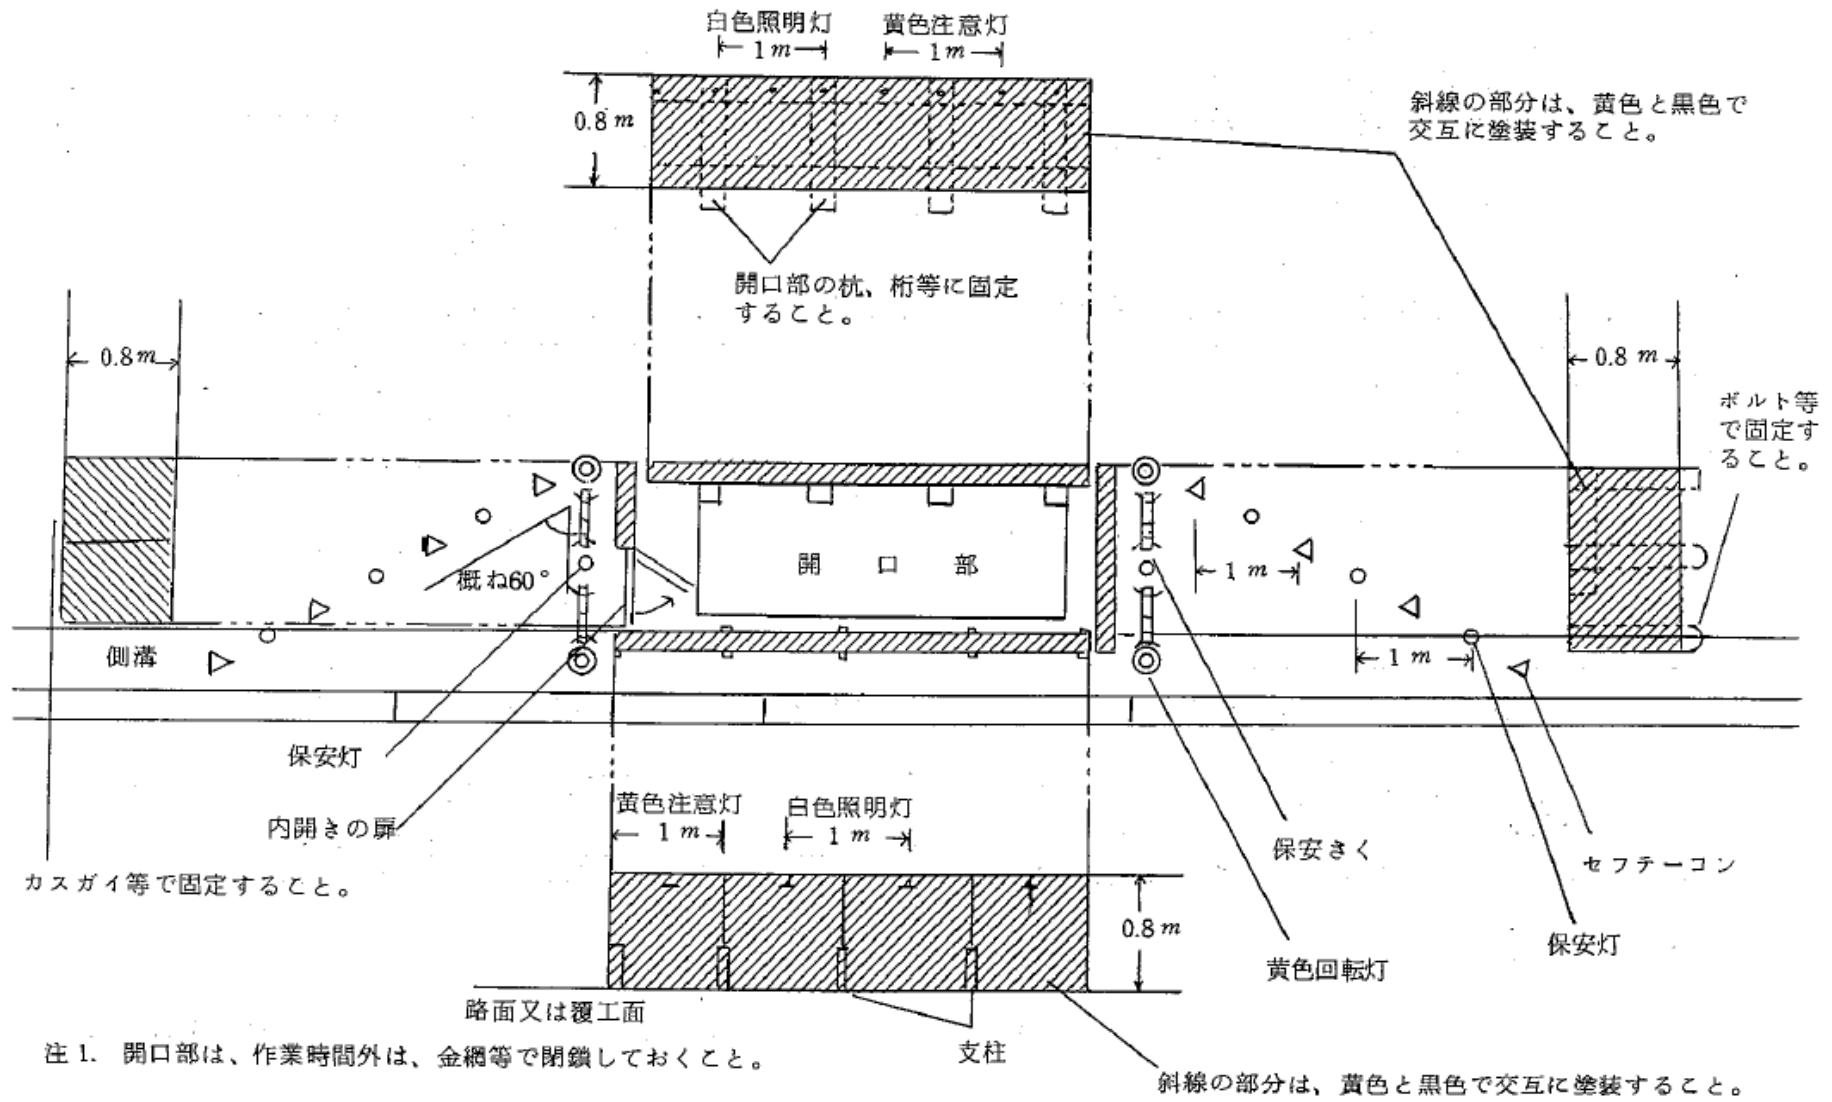 白色照明灯 黄色注意灯
1m 1m
0.8m
斜線の部分は、黄色と黒色で
交互に塗装すること。
開口部の杭、桁等に固定
すること。
0.8m
0.8m
ボルト等
で固定す
ること。
開口部
概ね60°
1m
1m
側溝
保安灯
内開きの扉
カスガイ等で固定すること。
黄色注意灯 白色照明灯
1m 1m
0.8m
保安さく
セフテーコン
保安灯
黄色回転灯
路面又は覆工面
支柱
注1. 開口部は、作業時間外は、金網等で閉鎖しておくこと。
斜線の部分は、黄色と黒色で交互に塗装すること。